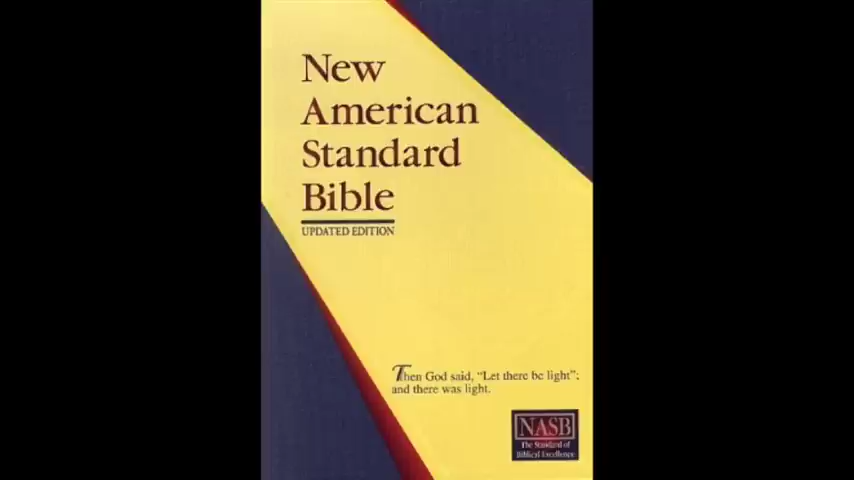 New
American
Standard
Bible
UPDATED EDITION
Then God said, "Let there be light";
and there was light.
NASB
The Standard of
Biblical Excellence